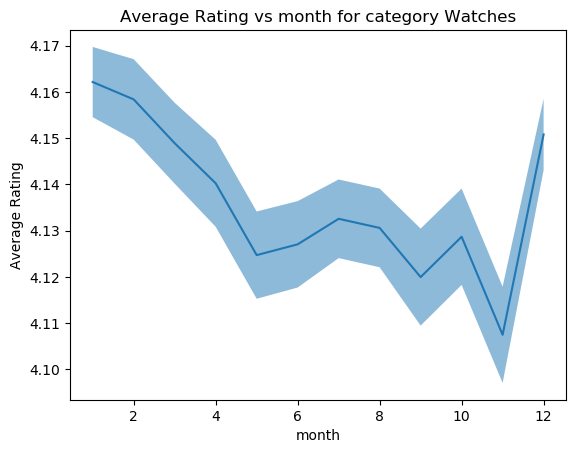 Average Rating vs month for category Watches
4.17
4.16
4.15
4.14
4.13
4.12
4.11
4.10
Average Rating
2 4 6 8 10 12
month